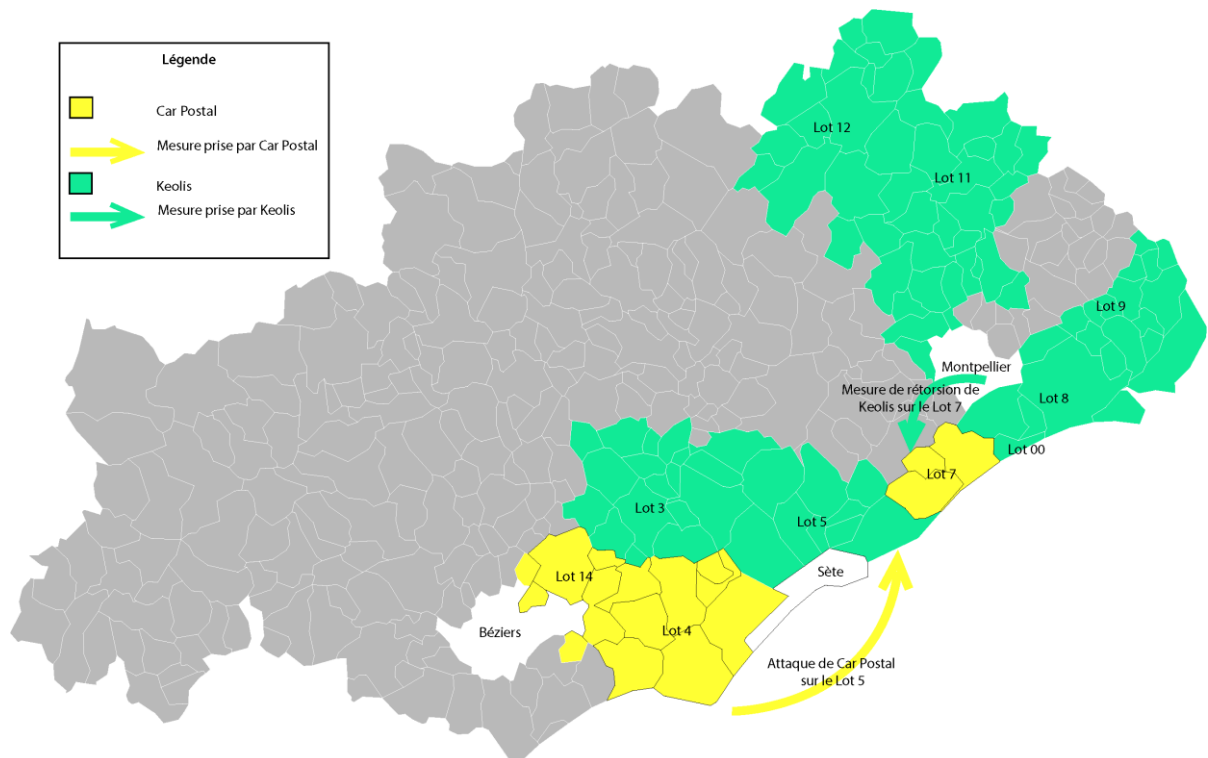 Légende
Car Postal
Mesure prise par Car Postal
Keolis
Mesure prise par Keolis
Lot 12
Lot 11
Lot 9
Montpellier
Mesure de rétorsion de
Keolis sur le Lot 7
Lot 8
Lot 00
Lot 7
Lot 3
Lot 5
Lot 14
Sète
Béziers
Lot 4
Attaque de Car Postal
sur le Lot 5